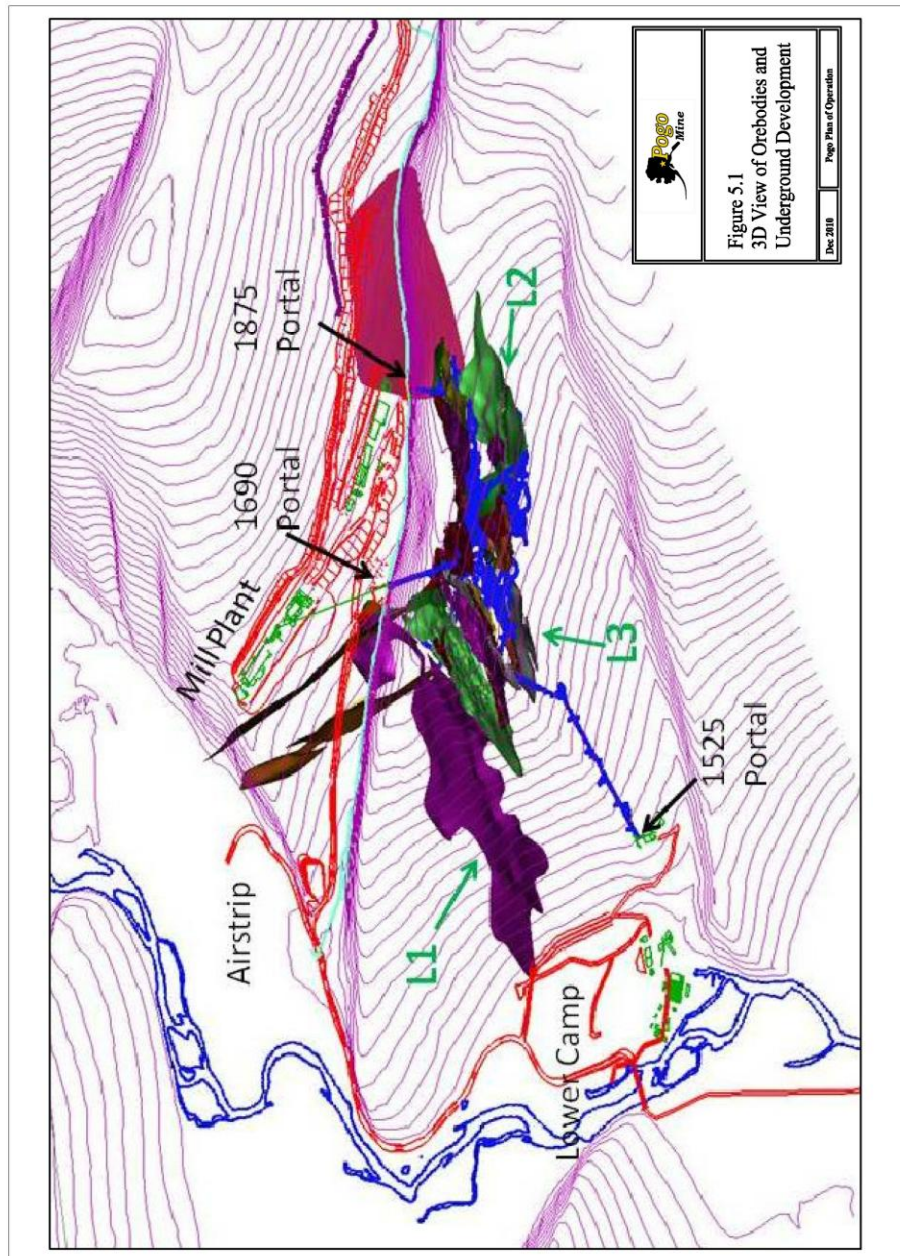 Airstrip
Mill Plant
1690
Portal
1875
Portal
L1
L2
L3
Lower Camp
1525
Portal
Pogo
Mine
Figure 5.1
3D View of Orebodies and
Underground Development
Dec 2010
Pogo Plan of Operation